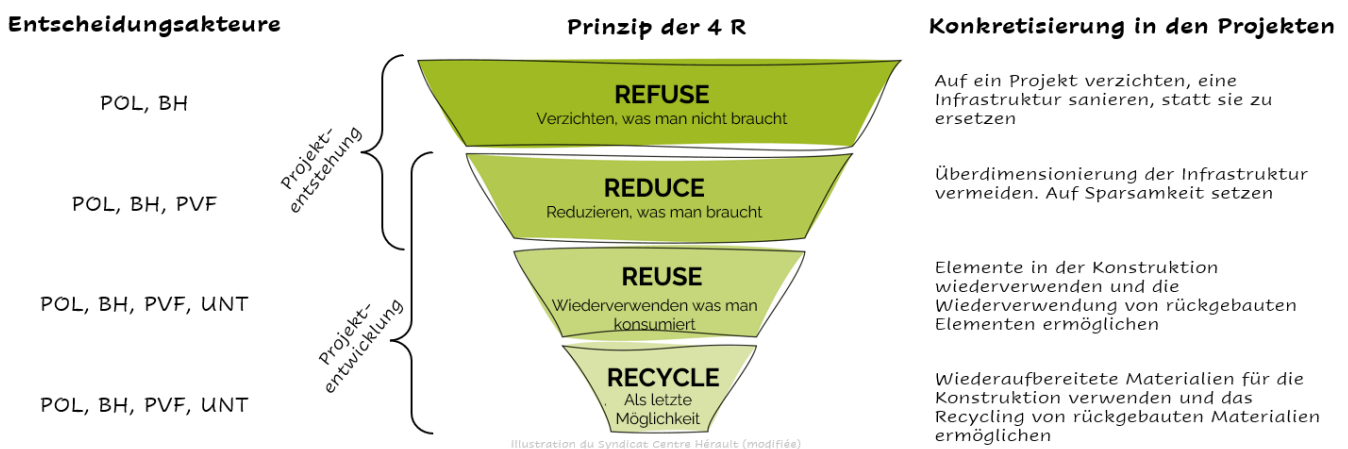 Entscheidungsakteure
Prinzip der 4 R
Konkretisierung in den Projekten
POL, BH
Projekt-
entstehung
REFUSE
Verzichten, was man nicht braucht
Auf ein Projekt verzichten, eine
Infrastruktur sanieren, statt sie zu
ersetzen
POL, BH, PVF
REDUCE
Reduzieren, was man braucht
Überdimensionierung der Infrastruktur
vermeiden. Auf Sparsamkeit setzen
POL, BH, PVF, UNT
Projekt-
entwicklung
REUSE
Wiederverwenden was man
konsumiert
Elemente in der Konstruktion
wiederverwenden und die
Wiederverwendung von rückgebauten
Elementen ermöglichen
POL, BH, PVF, UNT
RECYCLE
Als letzte
Möglichkeit
Wiederaufbereitete Materialien für die
Konstruktion verwenden und das
Recycling von rückgebauten Materialien
ermöglichen
Illustration du Syndicat Centre Hérault (modifiée)